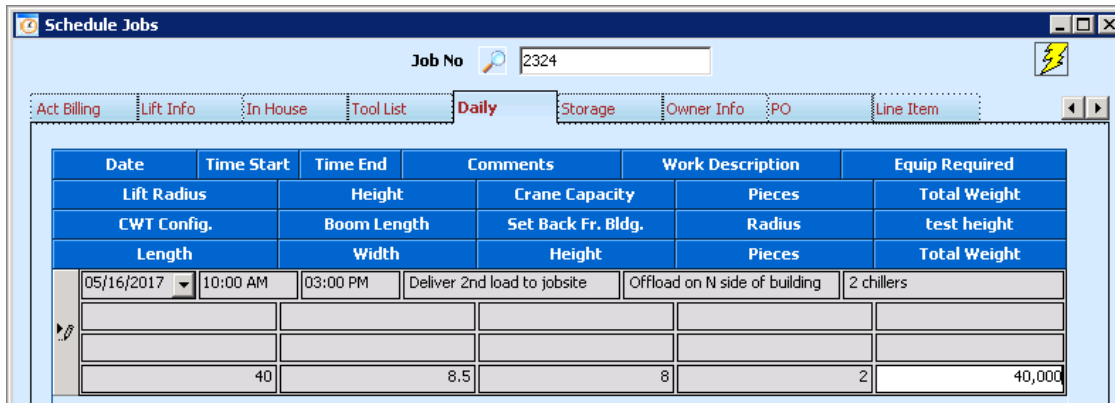 Schedule Jobs
Job No 2324
Act Billing Lift Info In House Tool List Daily Storage Owner Info PO Line Item
Date Time Start Time End Comments Work Description Equip Required
Lift Radius Height Crane Capacity Pieces Total Weight
CWT Config. Boom Length Set Back Fr. Bldg. Radius test height
Length Width Height Pieces Total Weight
05/16/2017 10:00 AM 03:00 PM Deliver 2nd load to jobsite Offload on N side of building 2 chillers
40 8.5 8 2 40,000